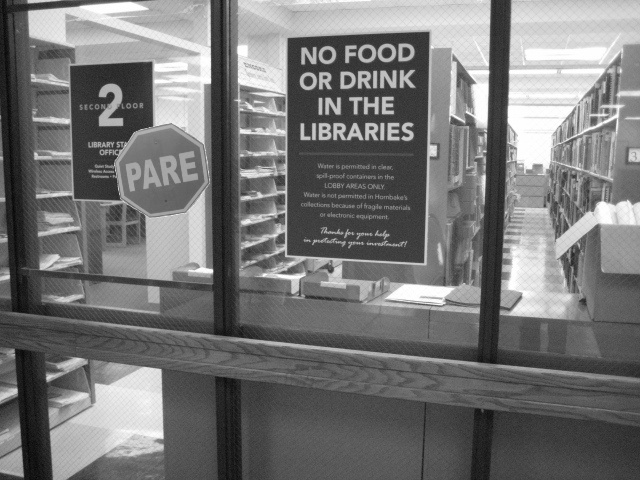 2
SECOND FLOOR
LIBRARY
PARE
NO FOOD
OR DRINK
IN THE
LIBRARIES
Water is permitted in clear,
spill-proof containers in the
LOBBY AREAS ONLY.
Water is not permitted in Hornbake's
collections because of fragile materials
or electronic equipment.
Thanks for your help
in protecting your investment!